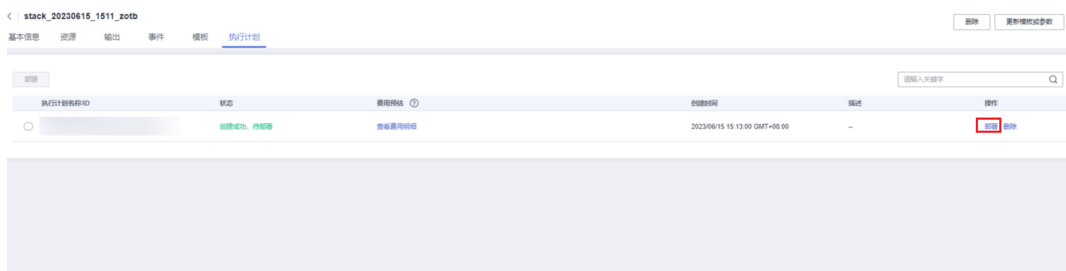 < stack_20230615_1511_zotb
删除 更新模板或参数
基本信息 资源 输出 事件 模板 执行计划
部署 请输入关键字
执行计划名称/ID 状态 费用预估 创建时间 描述 操作
创建成功，待部署 查看费用明细 2023/06/15 15:13:00 GMT+08:00 -- 部署 删除